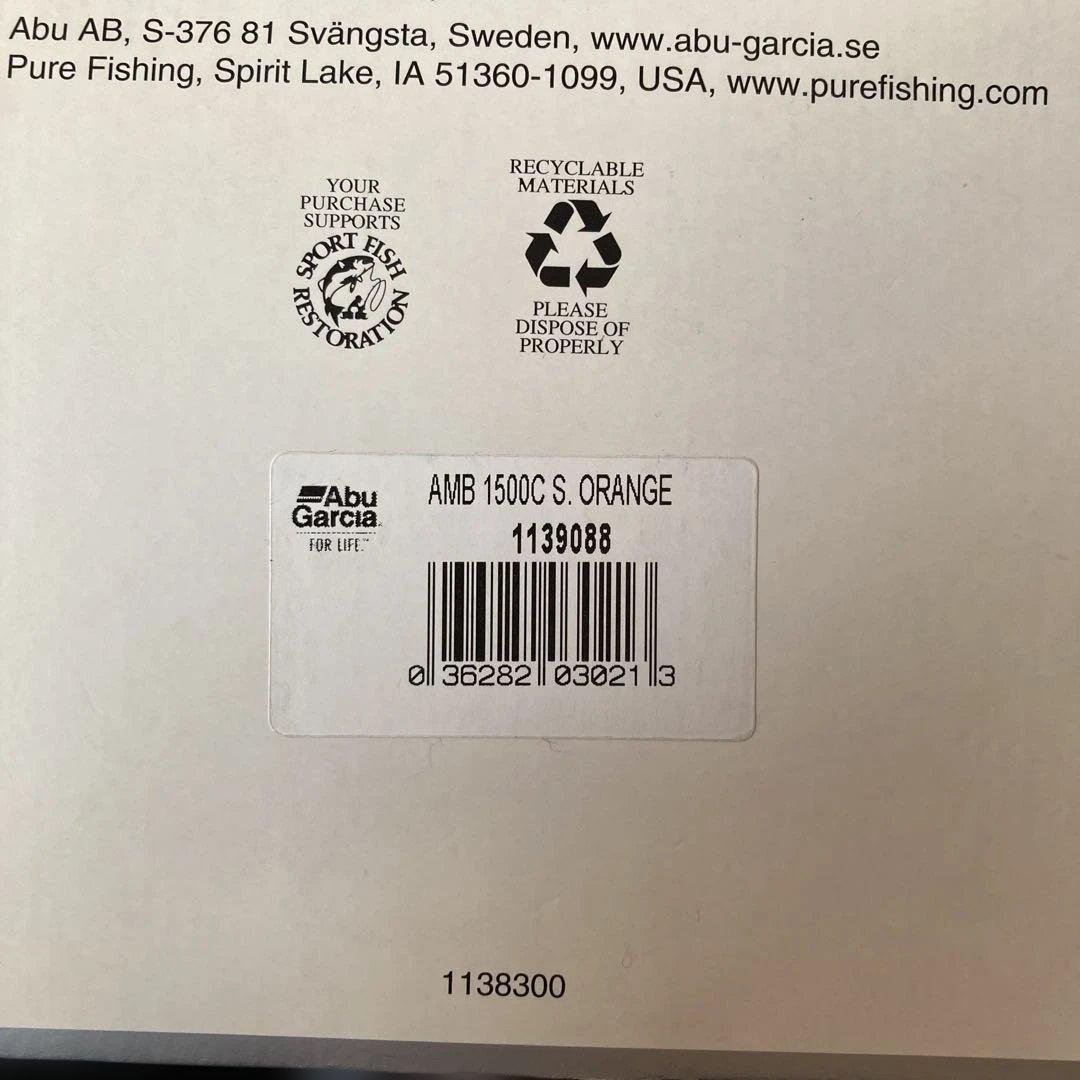 Abu AB, S-376 81 Svängsta, Sweden, www.abu-garcia.se
Pure Fishing, Spirit Lake, IA 51360-1099, USA, www.purefishing.com
YOUR
PURCHASE
SUPPORTS
SPORT FISH
RESTORATION
RECYCLABLE
MATERIALS
PLEASE
DISPOSE OF
PROPERLY
Abu
Garcia
FOR LIFE.™
AMB 1500C S. ORANGE
1139088
0 36282 03021 3
1138300